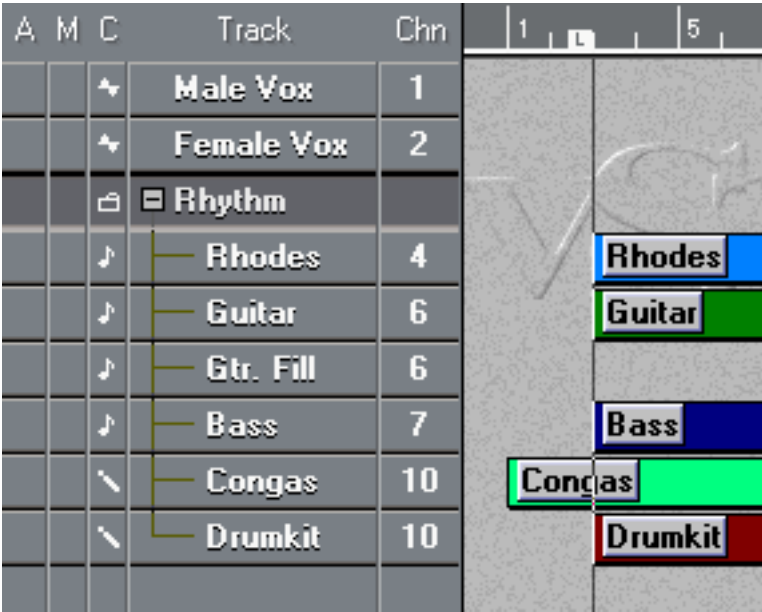 A M C Track Chn 1 L 5
Male Vox 1
Female Vox 2
Rhythm
Rhodes 4 Rhodes
Guitar 6 Guitar
Gtr. Fill 6
Bass 7 Bass
Congas 10 Congas
Drumkit 10 Drumkit